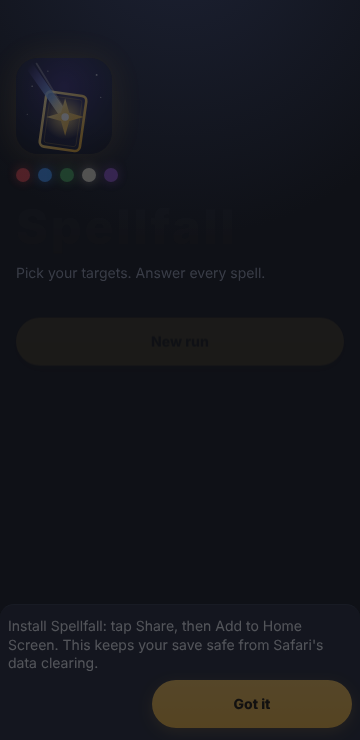 Spellfall
Pick your targets. Answer every spell.
New run
Install Spellfall: tap Share, then Add to Home
Screen. This keeps your save safe from Safari's
data clearing.
Got it